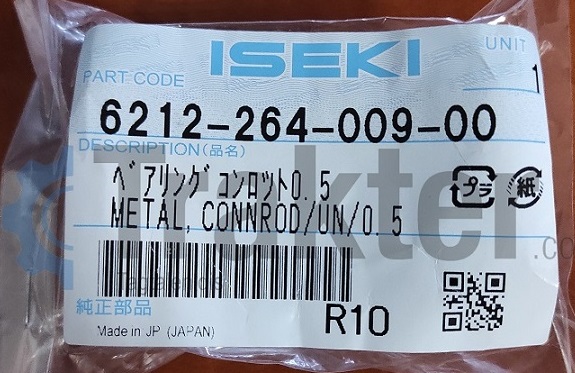 ISEKI
UNIT
PART CODE
1
6212-264-009-00
DESCRIPTION(品名)
ベアリングコンロット0.5
METAL,CONNROD/UN/0.5
プラ
紙
Trakter.co
純正部品
R10
Made in JP (JAPAN)